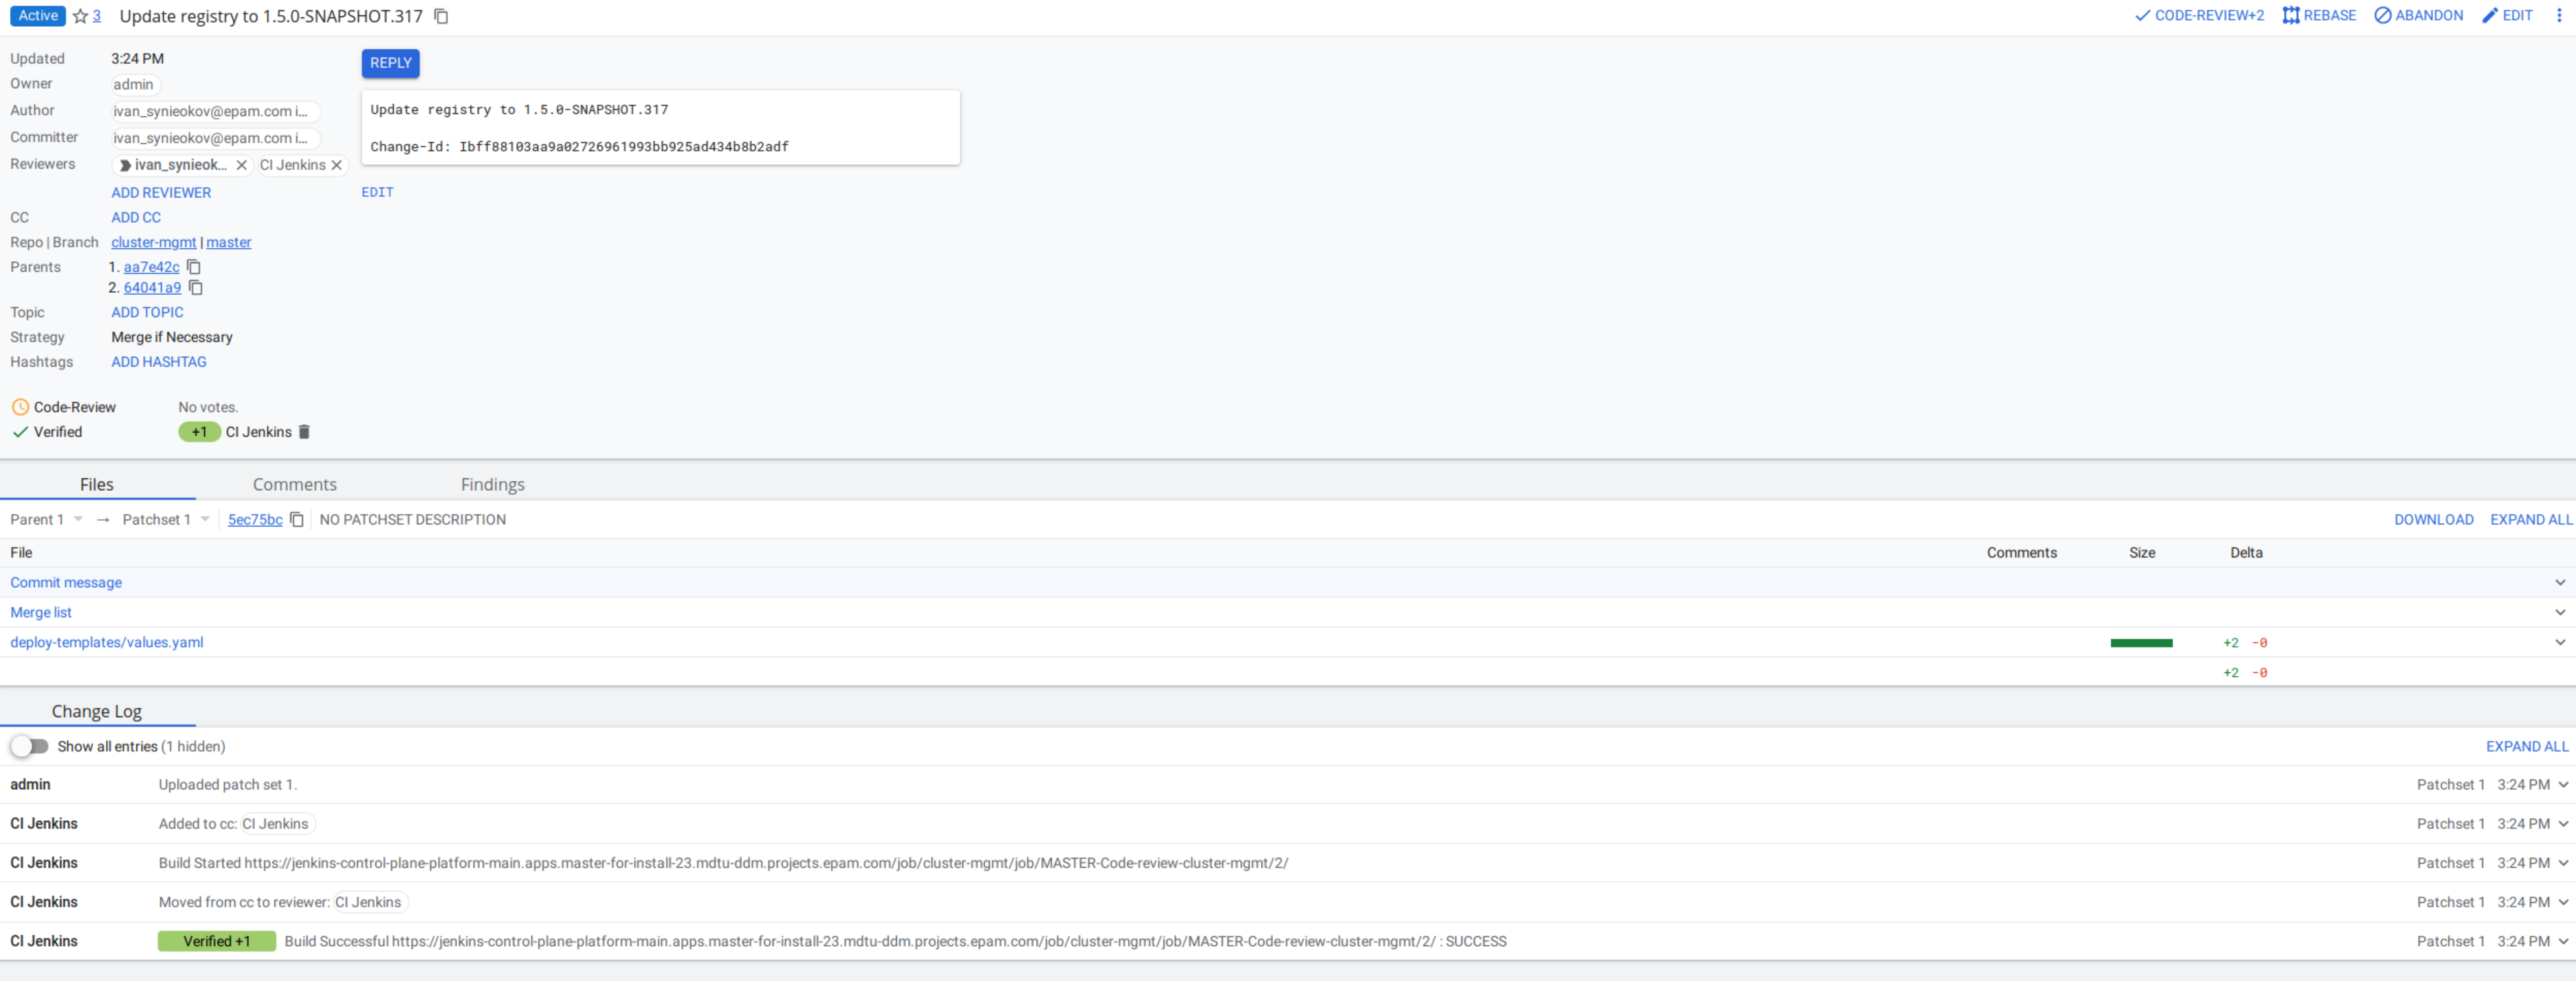 Active 3 Update registry to 1.5.0-SNAPSHOT.317 CODE-REVIEW+2 REBASE ABANDON EDIT
Updated 3:24 PM
Owner admin
Author ivan_synieokov@epam.com i...
Committer ivan_synieokov@epam.com i...
Reviewers ivan_synieok... CI Jenkins
ADD REVIEWER
CC ADD CC
Repo | Branch cluster-mgmt | master
Parents 1. aa7e42c
2. 64041a9
Topic ADD TOPIC
Strategy Merge if Necessary
Hashtags ADD HASHTAG
REPLY
Update registry to 1.5.0-SNAPSHOT.317
Change-Id: Ibff88103aa9a02726961993bb925ad434b8b2adf
EDIT
Code-Review No votes.
Verified +1 CI Jenkins
Files Comments Findings
Parent 1 → Patchset 1 5ec75bc NO PATCHSET DESCRIPTION DOWNLOAD EXPAND ALL
File Comments Size Delta
Commit message
Merge list
deploy-templates/values.yaml +2 -0
+2 -0
Change Log
Show all entries (1 hidden) EXPAND ALL
admin Uploaded patch set 1. Patchset 1 3:24 PM
CI Jenkins Added to cc: CI Jenkins Patchset 1 3:24 PM
CI Jenkins Build Started https://jenkins-control-plane-platform-main.apps.master-for-install-23.mdtu-ddm.projects.epam.com/job/cluster-mgmt/job/MASTER-Code-review-cluster-mgmt/2/ Patchset 1 3:24 PM
CI Jenkins Moved from cc to reviewer: CI Jenkins Patchset 1 3:24 PM
CI Jenkins Verified +1 Build Successful https://jenkins-control-plane-platform-main.apps.master-for-install-23.mdtu-ddm.projects.epam.com/job/cluster-mgmt/job/MASTER-Code-review-cluster-mgmt/2/ : SUCCESS Patchset 1 3:24 PM